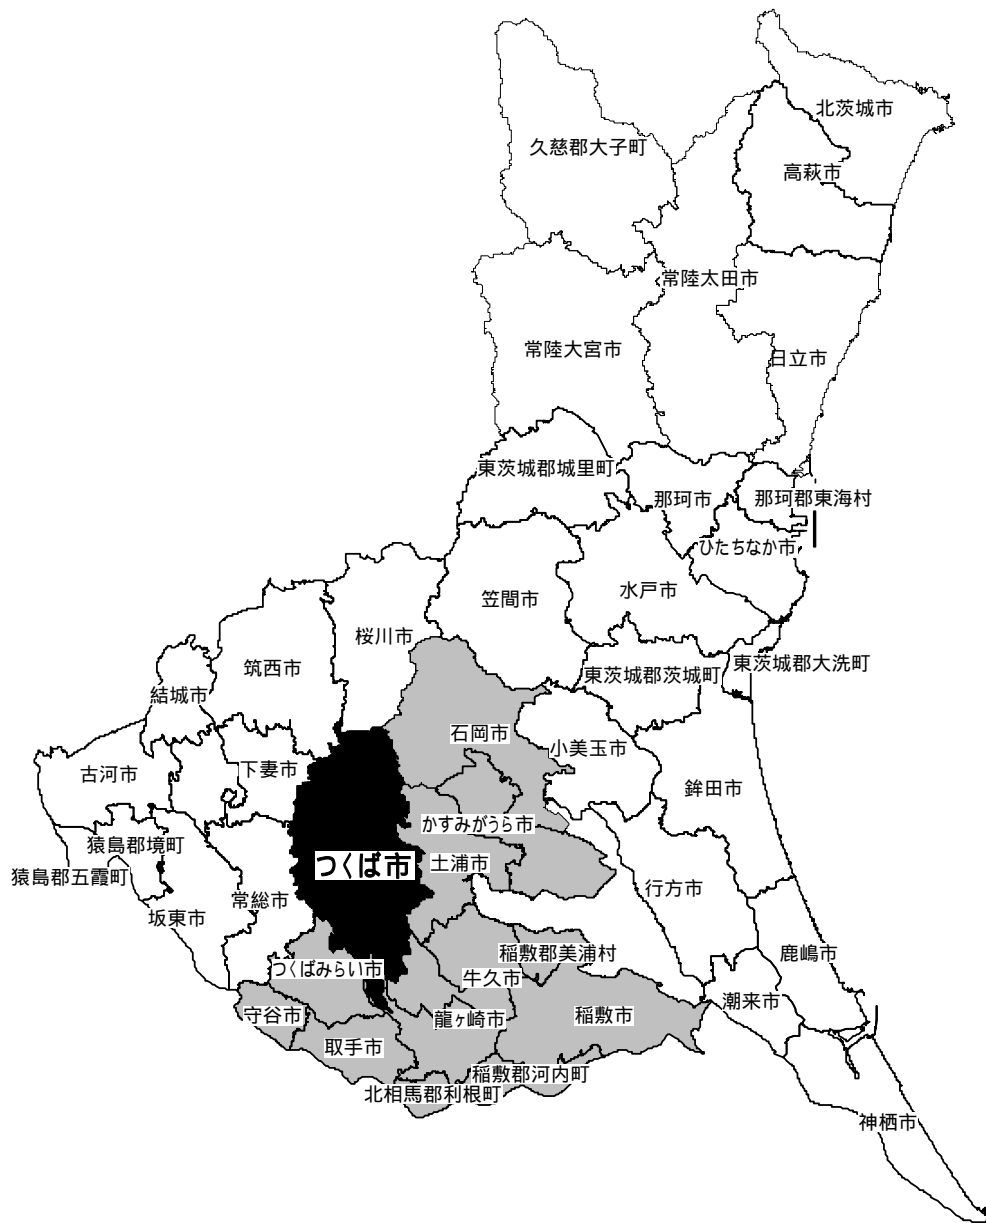 北茨城市
久慈郡大子町
高萩市
常陸太田市
常陸大宮市
日立市
東茨城郡城里町
那珂市
那珂郡東海村
ひたちなか市
笠間市
水戸市
桜川市
筑西市
東茨城郡茨城町
東茨城郡大洗町
結城市
石岡市
小美玉市
下妻市
古河市
鉾田市
かすみがうら市
猿島郡境町
つくば市
土浦市
猿島郡五霞町
行方市
常総市
坂東市
稲敷郡美浦村
鹿嶋市
つくばみらい市
牛久市
潮来市
守谷市
龍ヶ崎市
稲敷市
取手市
稲敷郡河内町
北相馬郡利根町
神栖市